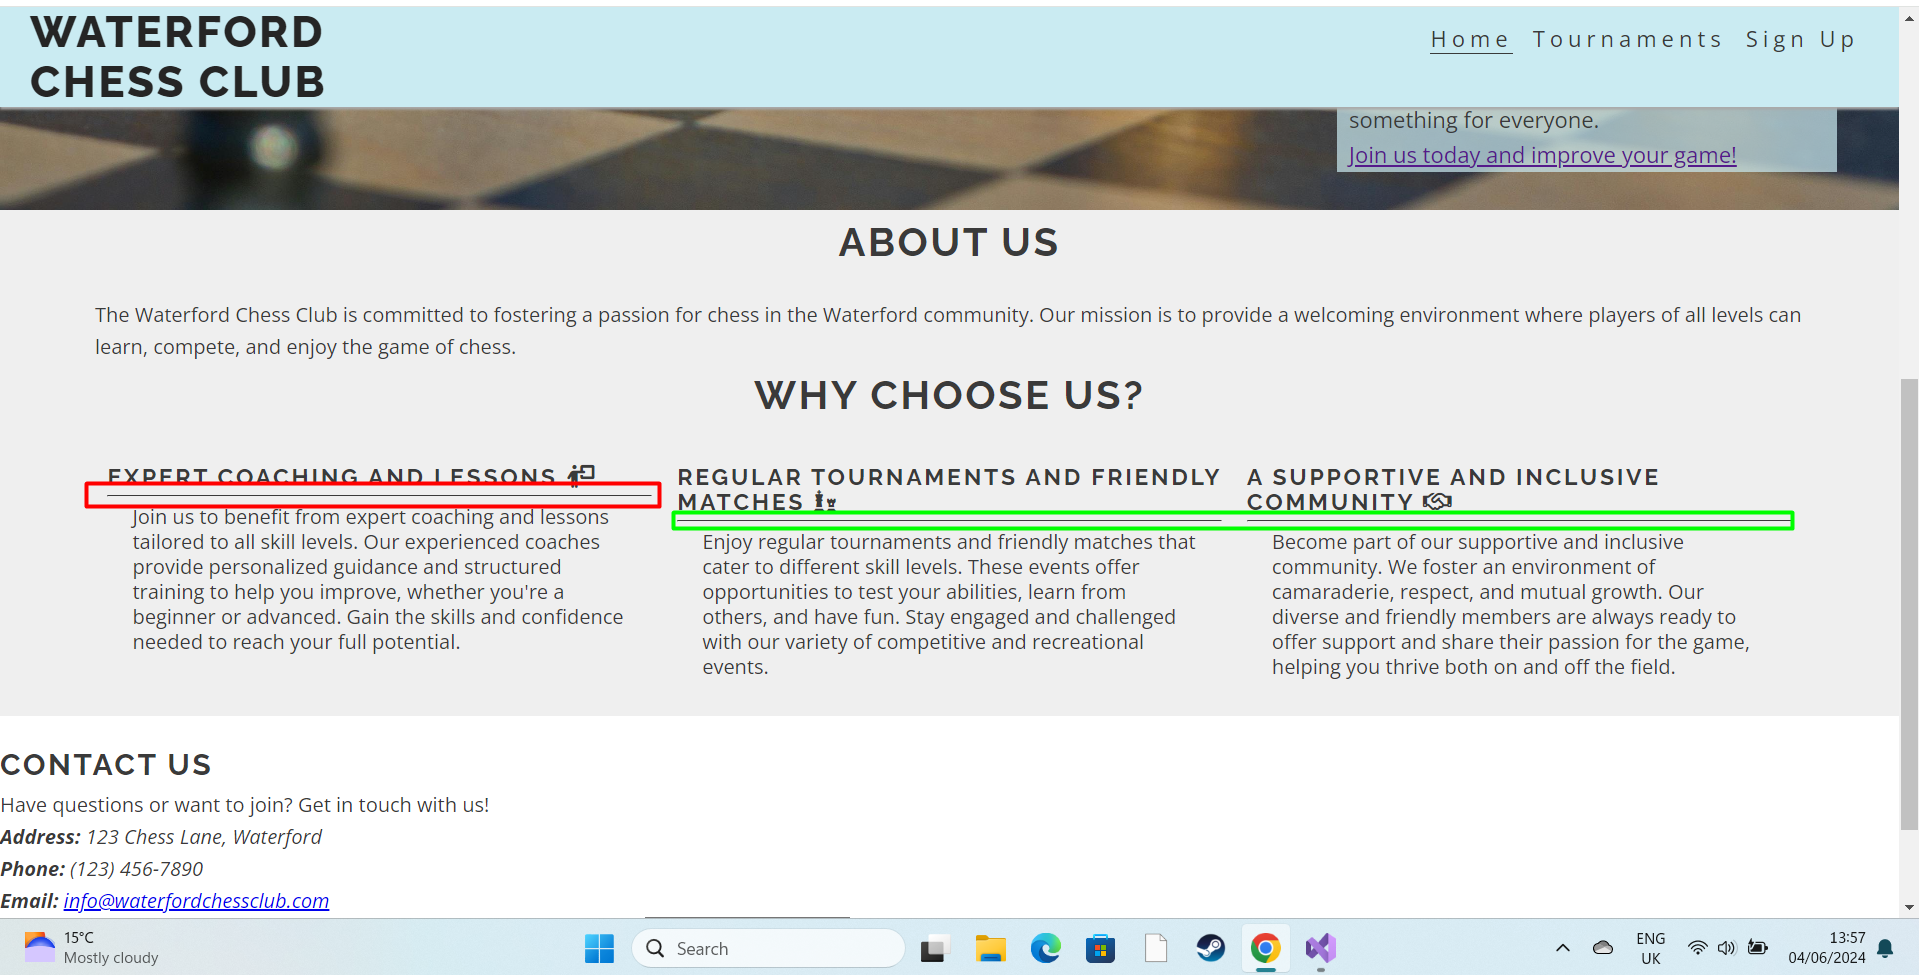 WATERFORD
CHESS CLUB
Home Tournaments Sign Up
something for everyone.
Join us today and improve your game!
ABOUT US
The Waterford Chess Club is committed to fostering a passion for chess in the Waterford community. Our mission is to provide a welcoming environment where players of all levels can
learn, compete, and enjoy the game of chess.
WHY CHOOSE US?
EXPERT COACHING AND LESSONS
Join us to benefit from expert coaching and lessons
tailored to all skill levels. Our experienced coaches
provide personalized guidance and structured
training to help you improve, whether you're a
beginner or advanced. Gain the skills and confidence
needed to reach your full potential.
REGULAR TOURNAMENTS AND FRIENDLY
MATCHES
Enjoy regular tournaments and friendly matches that
cater to different skill levels. These events offer
opportunities to test your abilities, learn from
others, and have fun. Stay engaged and challenged
with our variety of competitive and recreational
events.
A SUPPORTIVE AND INCLUSIVE
COMMUNITY
Become part of our supportive and inclusive
community. We foster an environment of
camaraderie, respect, and mutual growth. Our
diverse and friendly members are always ready to
offer support and share their passion for the game,
helping you thrive both on and off the field.
CONTACT US
Have questions or want to join? Get in touch with us!
Address: 123 Chess Lane, Waterford
Phone: (123) 456-7890
Email: info@waterfordchessclub.com
15°C
Mostly cloudy
Search
ENG
UK
13:57
04/06/2024